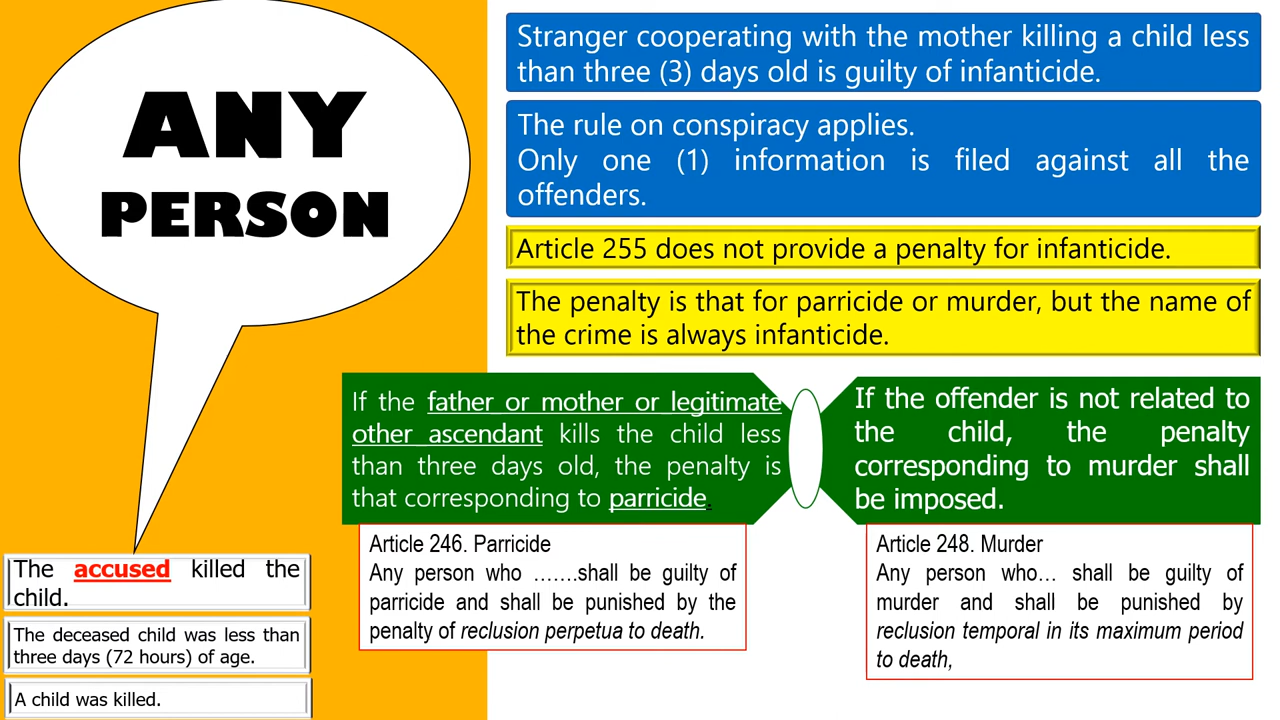 ANY
PERSON
The accused killed the
child.
The deceased child was less than
three days (72 hours) of age.
A child was killed.
Stranger cooperating with the mother killing a child less
than three (3) days old is guilty of infanticide.
The rule on conspiracy applies.
Only one (1) information is filed against all the
offenders.
Article 255 does not provide a penalty for infanticide.
The penalty is that for parricide or murder, but the name of
the crime is always infanticide.
If the father or mother or legitimate
other ascendant kills the child less
than three days old, the penalty is
that corresponding to parricide.
Article 246. Parricide
Any person who …….shall be guilty of
parricide and shall be punished by the
penalty of reclusion perpetua to death.
If the offender is not related to
the child, the penalty
corresponding to murder shall
be imposed.
Article 248. Murder
Any person who… shall be guilty of
murder and shall be punished by
reclusion temporal in its maximum period
to death,